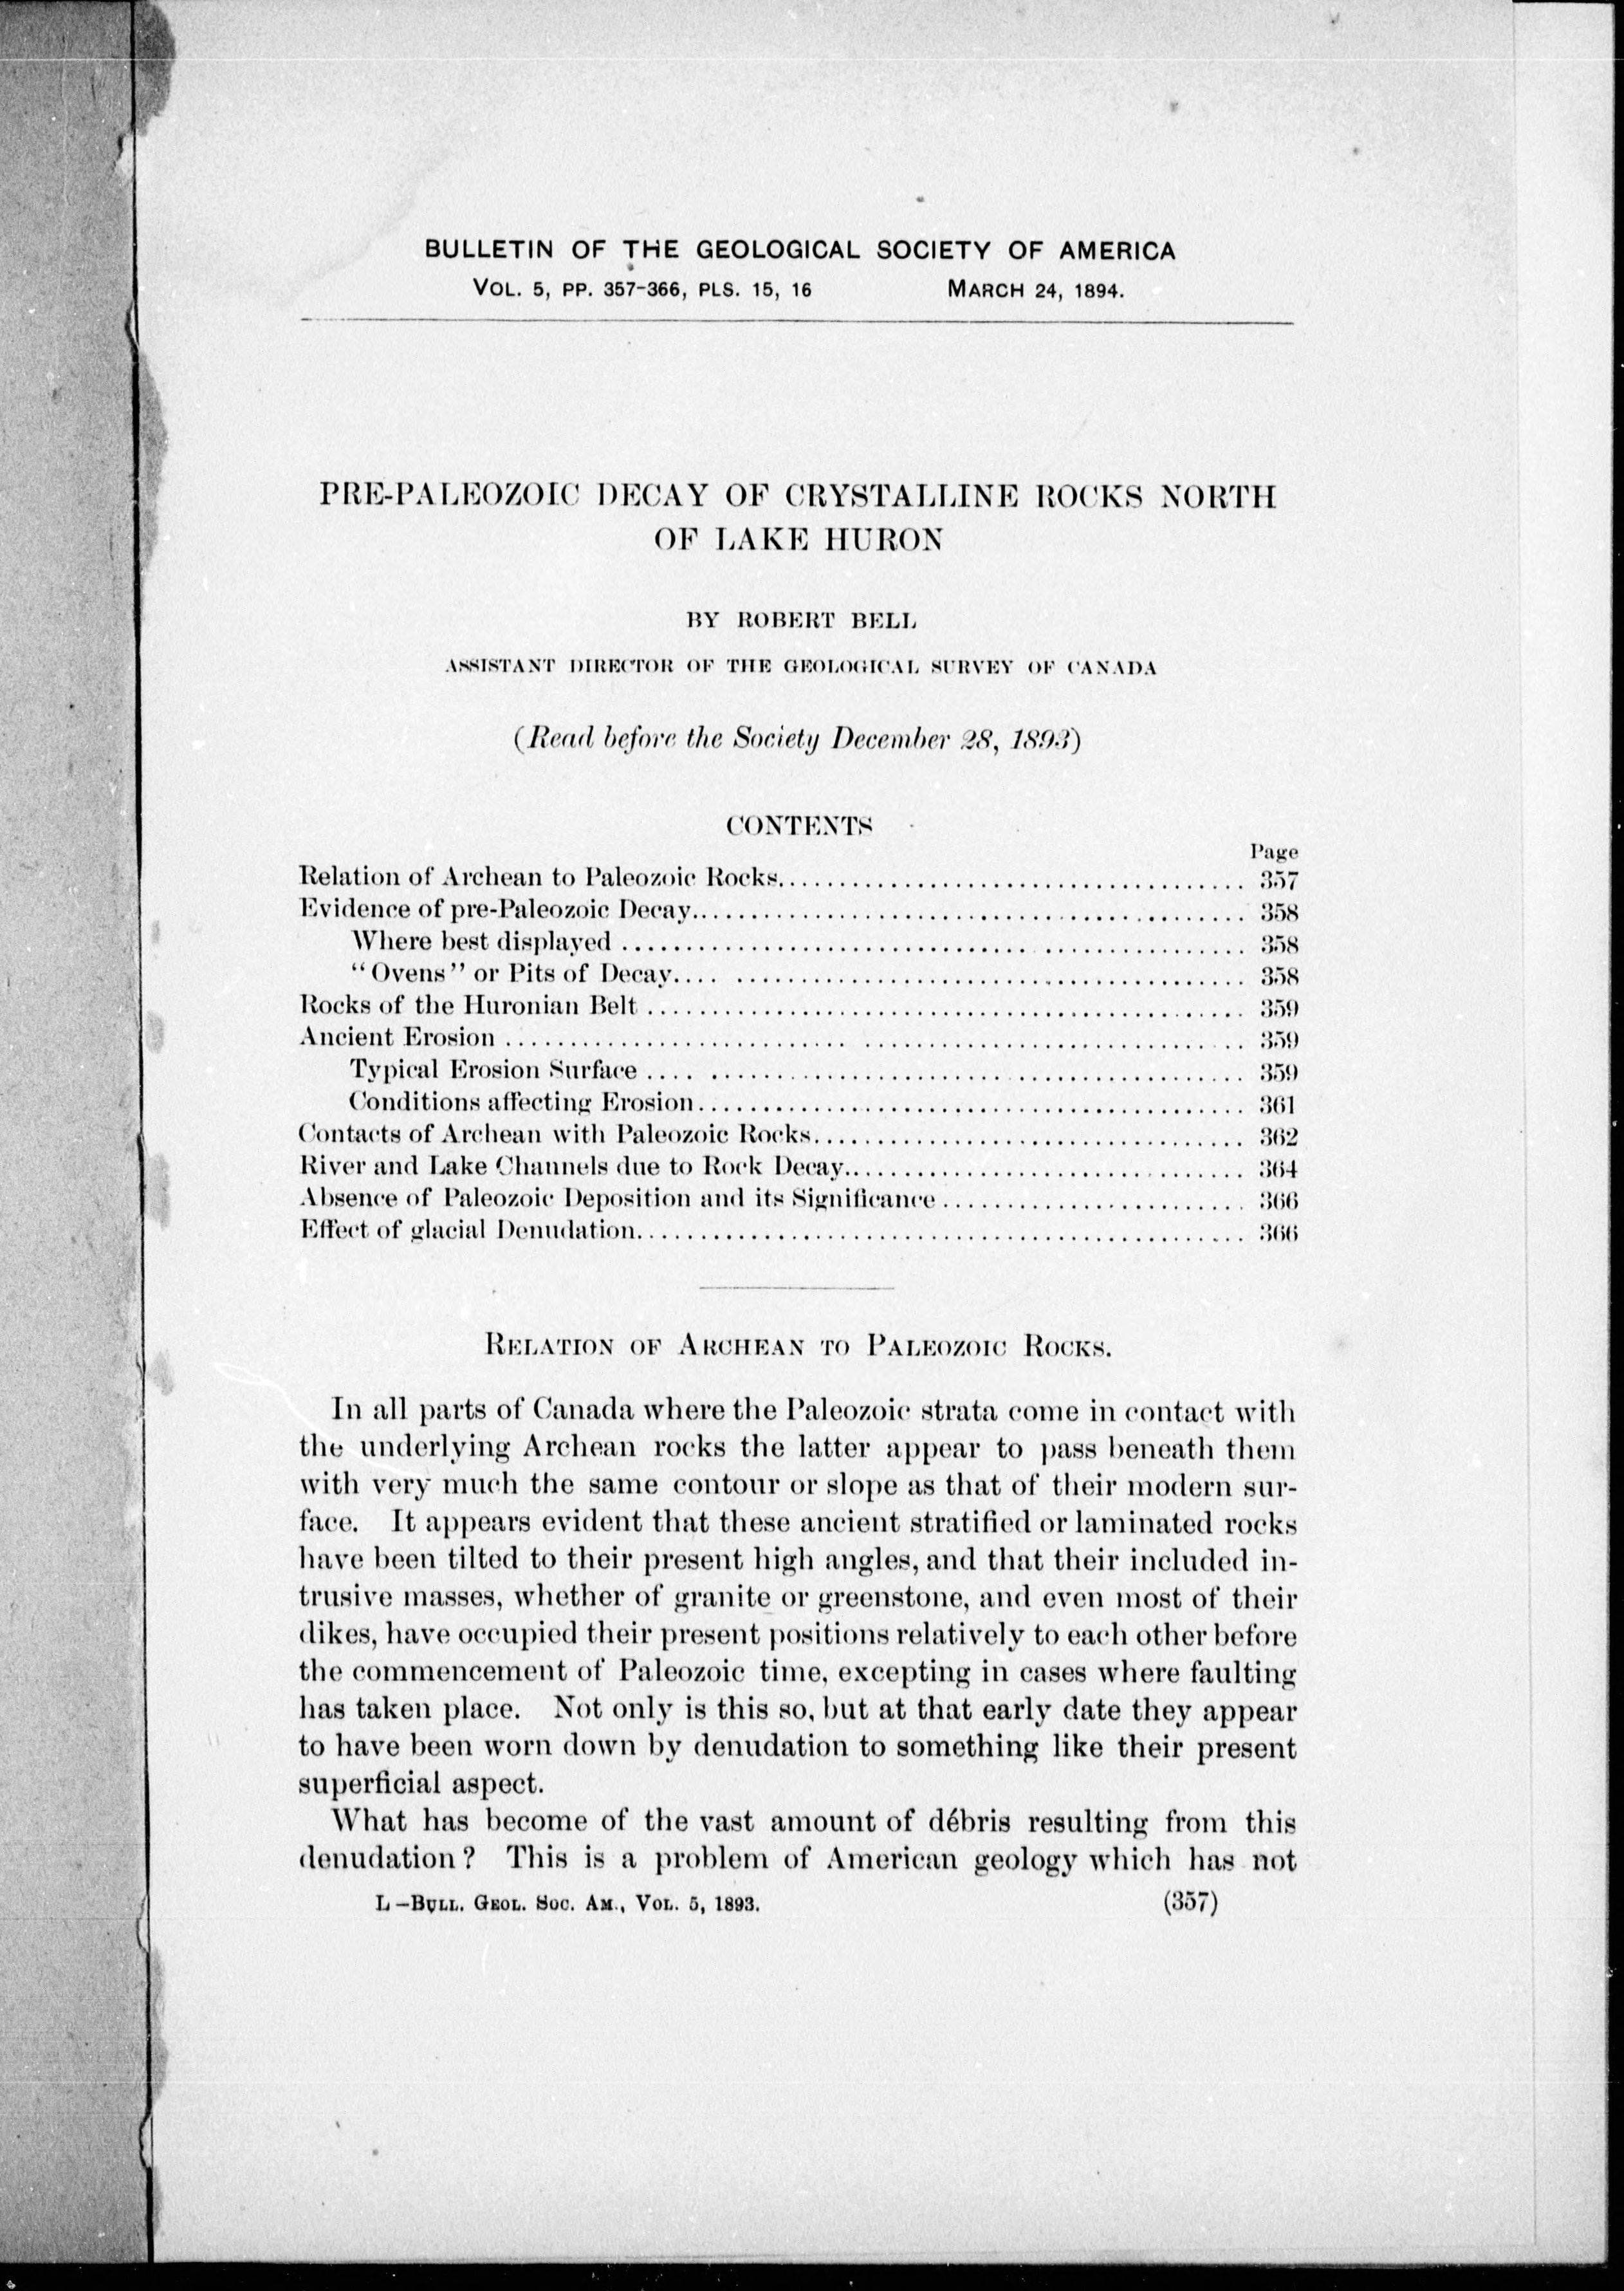 BULLETIN OF THE GEOLOGICAL SOCIETY OF AMERICA
VOL. 5, PP. 357-366, PLS. 15, 16 MARCH 24, 1894.
PRE-PALEOZOIC DECAY OF CRYSTALLINE ROCKS NORTH
OF LAKE HURON
BY ROBERT BELL
ASSISTANT DIRECTOR OF THE GEOLOGICAL SURVEY OF CANADA
(Read before the Society December 28, 1893)
CONTENTS
Page
Relation of Archean to Paleozoic Rocks.......... 357
Evidence of pre-Paleozoic Decay.......... 358
Where best displayed .......... 358
“Ovens” or Pits of Decay.......... 358
Rocks of the Huronian Belt .......... 359
Ancient Erosion .......... 359
Typical Erosion Surface .......... 359
Conditions affecting Erosion.......... 361
Contacts of Archean with Paleozoic Rocks.......... 362
River and Lake Channels due to Rock Decay.......... 364
Absence of Paleozoic Deposition and its Significance .......... 366
Effect of glacial Denudation.......... 366
RELATION OF ARCHEAN TO PALEOZOIC ROCKS.
In all parts of Canada where the Paleozoic strata come in contact with
the underlying Archean rocks the latter appear to pass beneath them
with very much the same contour or slope as that of their modern sur-
face. It appears evident that these ancient stratified or laminated rocks
have been tilted to their present high angles, and that their included in-
trusive masses, whether of granite or greenstone, and even most of their
dikes, have occupied their present positions relatively to each other before
the commencement of Paleozoic time, excepting in cases where faulting
has taken place. Not only is this so, but at that early date they appear
to have been worn down by denudation to something like their present
superficial aspect.
What has become of the vast amount of débris resulting from this
denudation? This is a problem of American geology which has not
L—BULL. GEOL. SOC. AM., VOL. 5, 1893. (357)